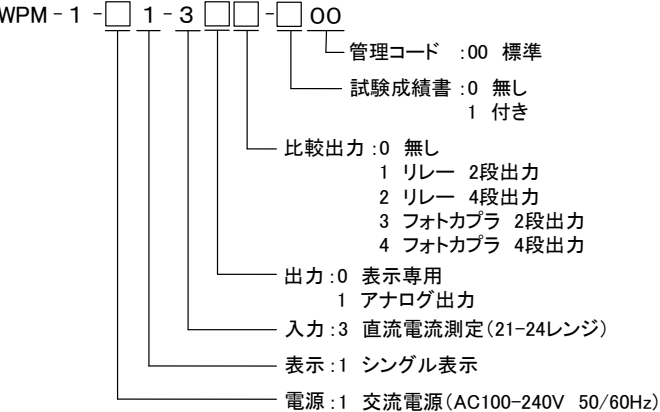 WPM-1-□ 1-3 □□-□ 00
管理コード :00 標準
試験成績書:0 無し
1 付き
比較出力:0 無し
1 リレー 2段出力
2 リレー 4段出力
3 フォトカプラ 2段出力
4 フォトカプラ 4段出力
出力:0 表示専用
1 アナログ出力
入力:3 直流電流測定(21-24レンジ)
表示:1 シングル表示
電源:1 交流電源(AC100-240V 50/60Hz)